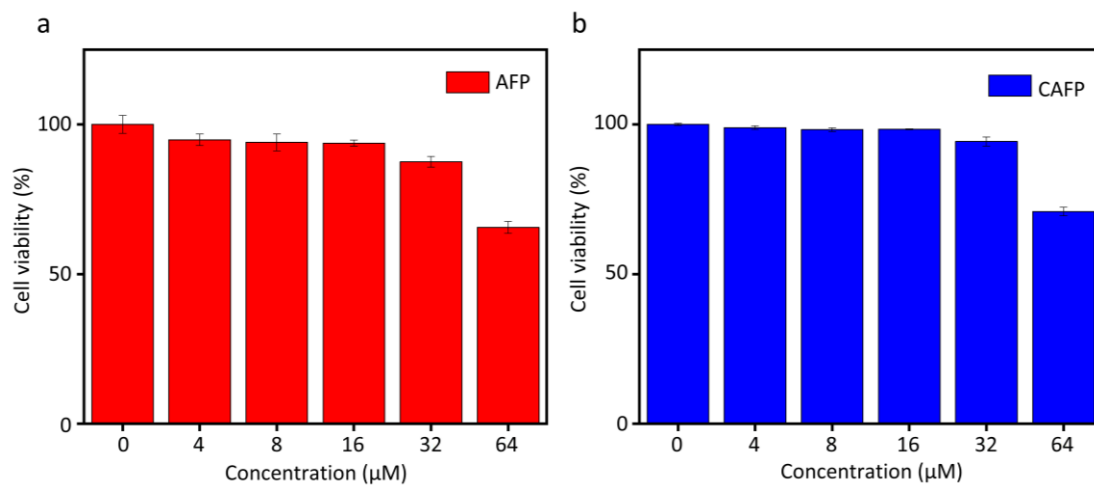 a
AFP
100
50
0
Cell viability (%)
0 4 8 16 32 64
Concentration (μM)
b
CAFP
100
50
0
Cell viability (%)
0 4 8 16 32 64
Concentration (μM)